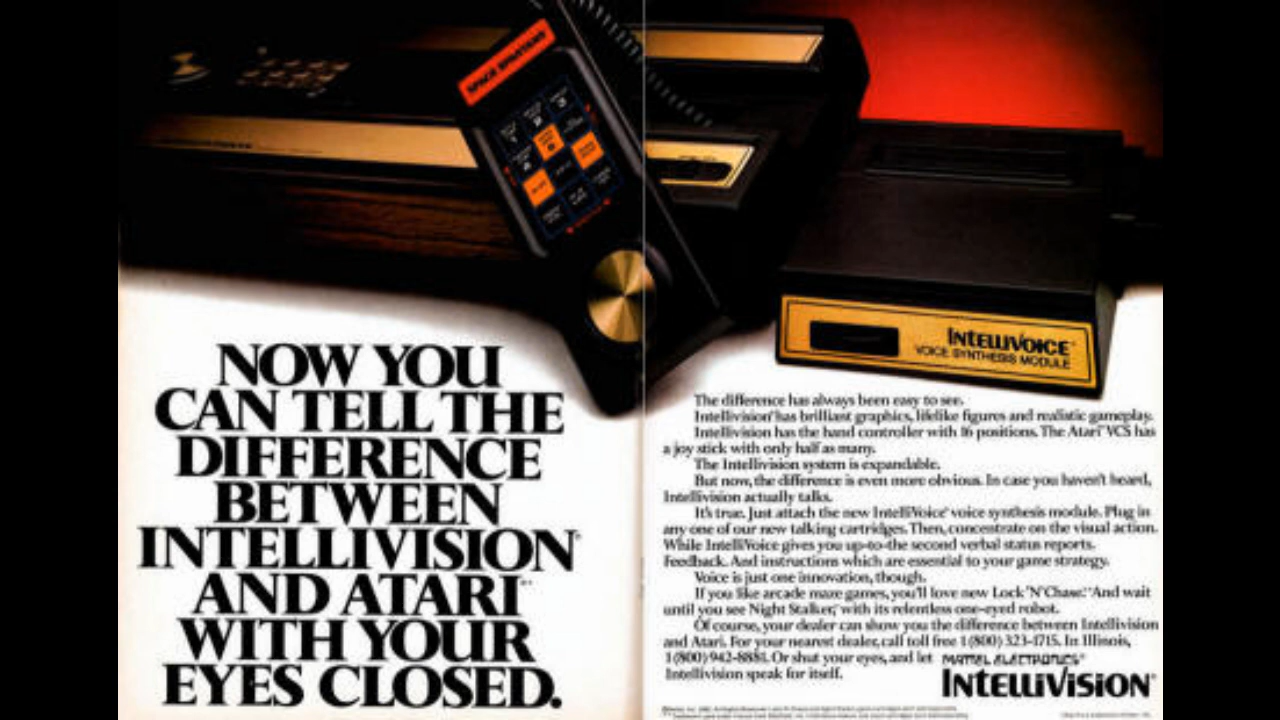 SPACE SPARTANS
INTELLIVOICE
VOICE SYNTHESIS MODULE
NOW YOU
CAN TELL THE
DIFFERENCE
BETWEEN
INTELLIVISION®
AND ATARI™
WITH YOUR
EYES CLOSED.
The difference has always been easy to see.
Intellivision® has brilliant graphics, lifelike figures and realistic gameplay.
Intellivision has the hand controller with 16 positions. The Atari® VCS has
a joy stick with only half as many.
The Intellivision system is expandable.
But now, the difference is even more obvious. In case you haven't heard,
Intellivision actually talks.
It's true. Just attach the new IntelliVoice™ voice synthesis module. Plug in
any one of our new talking cartridges. Then, concentrate on the visual action.
While IntelliVoice gives you up-to-the second verbal status reports.
Feedback. And instructions which are essential to your game strategy.
Voice is just one innovation, though.
If you like arcade maze games, you'll love new Lock 'N' Chase.™ And wait
until you see Night Stalker,™ with its relentless one-eyed robot.
Of course, your dealer can show you the difference between Intellivision
and Atari. For your nearest dealer, call toll free 1 (800) 323-1715. In Illinois,
1 (800) 942-8881. Or shut your eyes, and let
Intellivision speak for itself.
MATTEL ELECTRONICS®
INTELLIVISION®